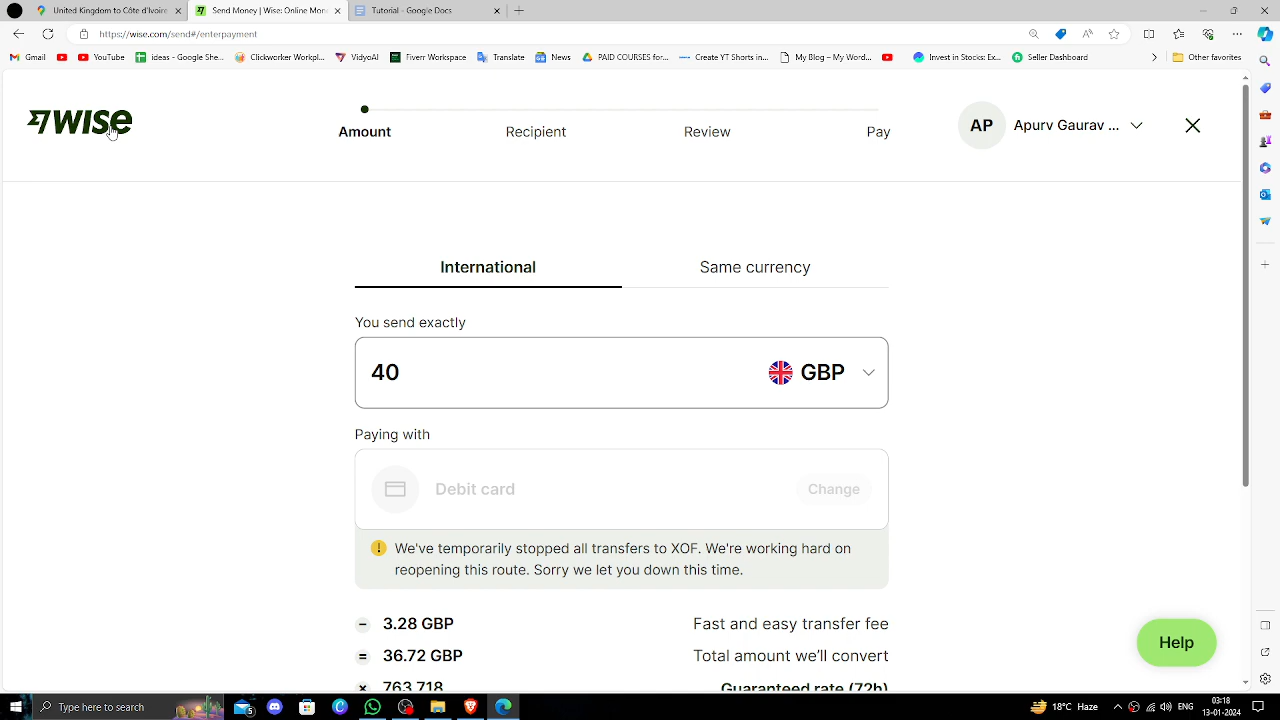 United Kingdom to Côte d'Ivoire
Send Money | Wise: Online Mon
Tutorial - Google Docs
https://wise.com/send#/enterpayment
Gmail
YouTube
ideas - Google She...
Clickworker Workpl...
VidyoAI
Fiverr Workspace
Translate
News
PAID COURSES for...
Create YT Shorts in...
My Blog – My Word...
Invest in Stocks: Ex...
Seller Dashboard
Other favorites
WISE
Amount
Recipient
Review
Pay
AP
Apurv Gaurav ...
International
Same currency
You send exactly
40
GBP
Paying with
Debit card
Change
We've temporarily stopped all transfers to XOF. We're working hard on
reopening this route. Sorry we let you down this time.
3.28 GBP
Fast and easy transfer fee
36.72 GBP
Total amount we'll convert
763.718
Guaranteed rate (72h)
Help
Type here to search
18°C Haze
ENG
03:18
13-01-2024